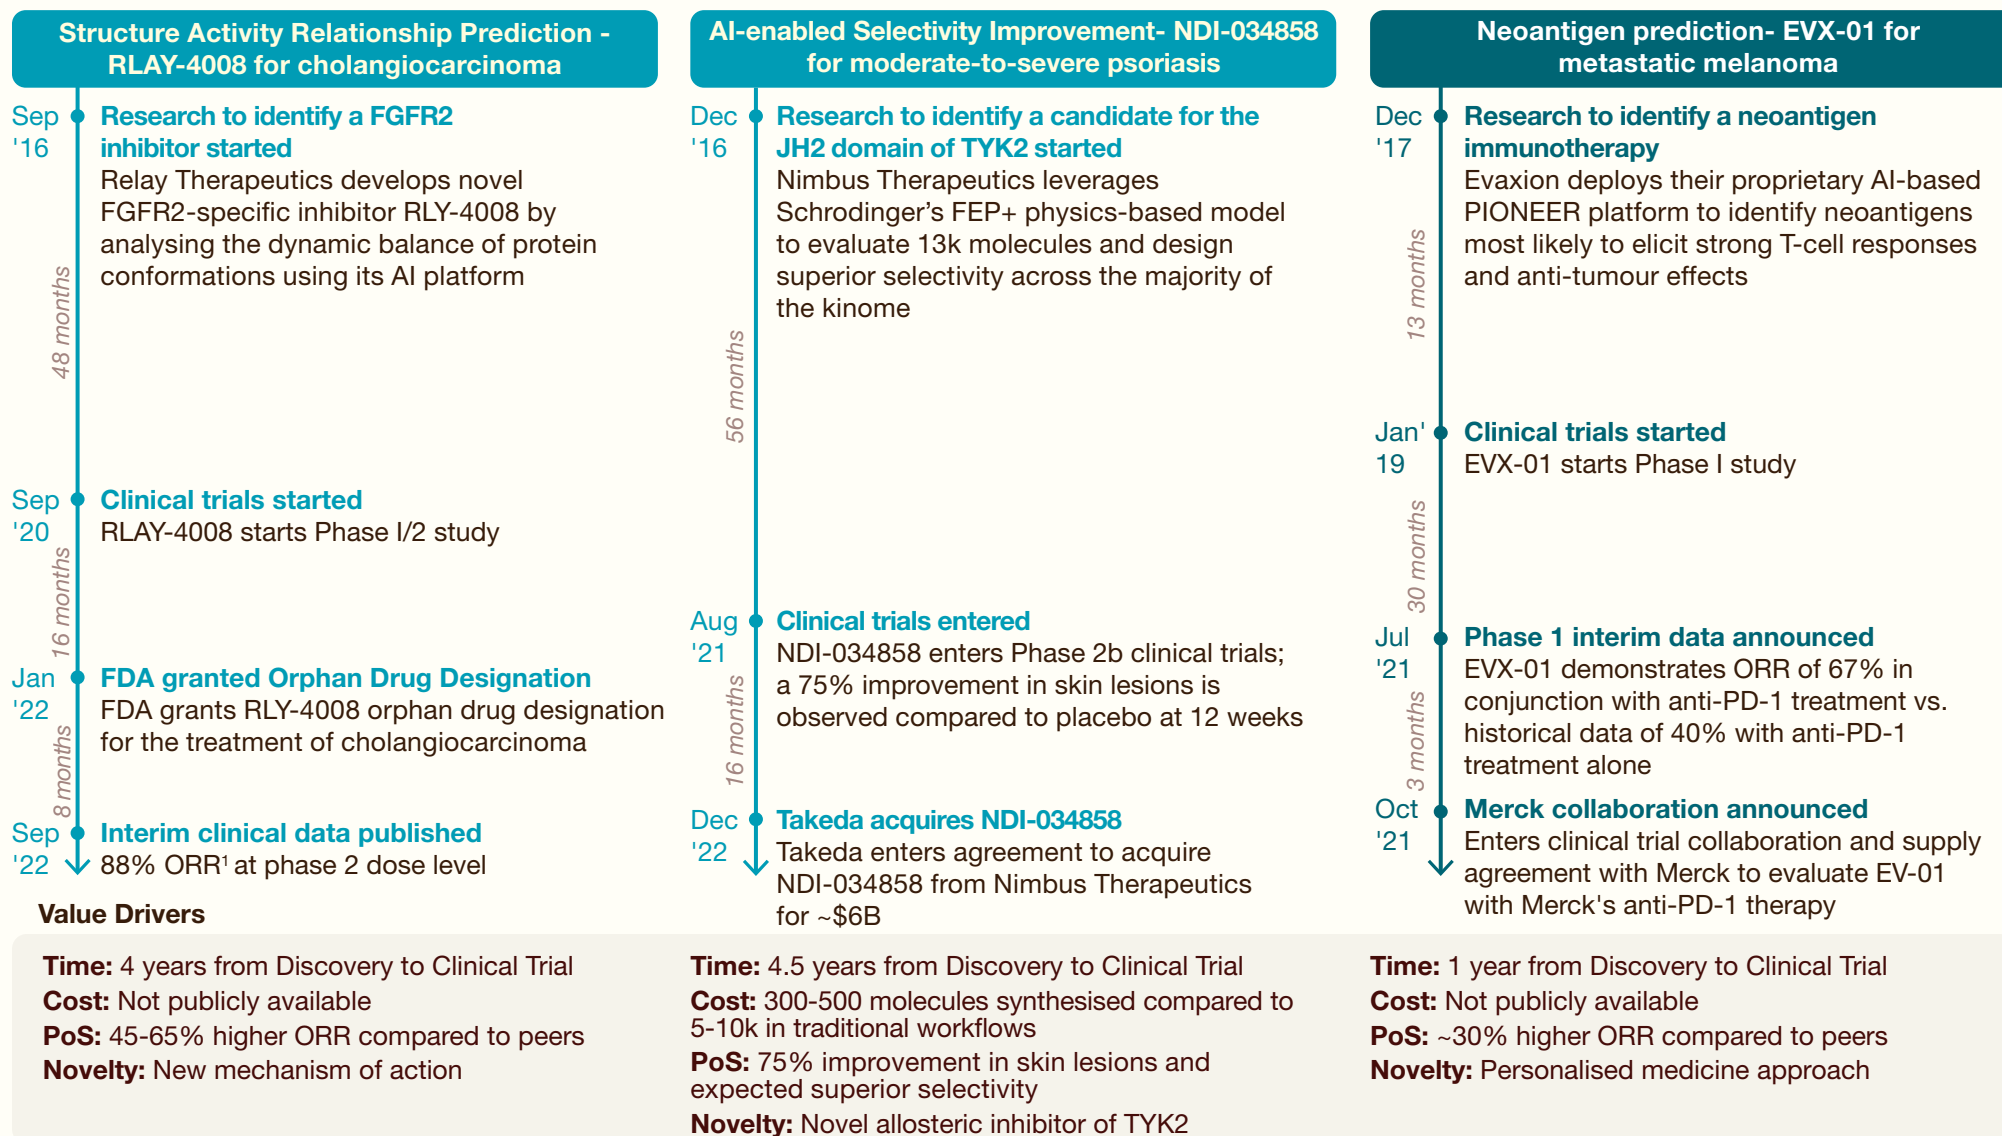 Structure Activity Relationship Prediction -
RLAY-4008 for cholangiocarcinoma
Sep
'16
Research to identify a FGFR2
inhibitor started
Relay Therapeutics develops novel
FGFR2-specific inhibitor RLY-4008 by
analysing the dynamic balance of protein
conformations using its AI platform
48 months
Sep
'20
Clinical trials started
RLAY-4008 starts Phase I/2 study
16 months
Jan
'22
FDA granted Orphan Drug Designation
FDA grants RLY-4008 orphan drug designation
for the treatment of cholangiocarcinoma
8 months
Sep
'22
Interim clinical data published
88% ORR¹ at phase 2 dose level
AI-enabled Selectivity Improvement- NDI-034858
for moderate-to-severe psoriasis
Dec
'16
Research to identify a candidate for the
JH2 domain of TYK2 started
Nimbus Therapeutics leverages
Schrodinger’s FEP+ physics-based model
to evaluate 13k molecules and design
superior selectivity across the majority of
the kinome
56 months
Aug
'21
Clinical trials entered
NDI-034858 enters Phase 2b clinical trials;
a 75% improvement in skin lesions is
observed compared to placebo at 12 weeks
16 months
Dec
'22
Takeda acquires NDI-034858
Takeda enters agreement to acquire
NDI-034858 from Nimbus Therapeutics
for ~$6B
Neoantigen prediction- EVX-01 for
metastatic melanoma
Dec
'17
Research to identify a neoantigen
immunotherapy
Evaxion deploys their proprietary AI-based
PIONEER platform to identify neoantigens
most likely to elicit strong T-cell responses
and anti-tumour effects
13 months
Jan'
19
Clinical trials started
EVX-01 starts Phase I study
30 months
Jul
'21
Phase 1 interim data announced
EVX-01 demonstrates ORR of 67% in
conjunction with anti-PD-1 treatment vs.
historical data of 40% with anti-PD-1
treatment alone
3 months
Oct
'21
Merck collaboration announced
Enters clinical trial collaboration and supply
agreement with Merck to evaluate EV-01
with Merck's anti-PD-1 therapy
Value Drivers
Time: 4 years from Discovery to Clinical Trial
Cost: Not publicly available
PoS: 45-65% higher ORR compared to peers
Novelty: New mechanism of action
Time: 4.5 years from Discovery to Clinical Trial
Cost: 300-500 molecules synthesised compared to
5-10k in traditional workflows
PoS: 75% improvement in skin lesions and
expected superior selectivity
Novelty: Novel allosteric inhibitor of TYK2
Time: 1 year from Discovery to Clinical Trial
Cost: Not publicly available
PoS: ~30% higher ORR compared to peers
Novelty: Personalised medicine approach